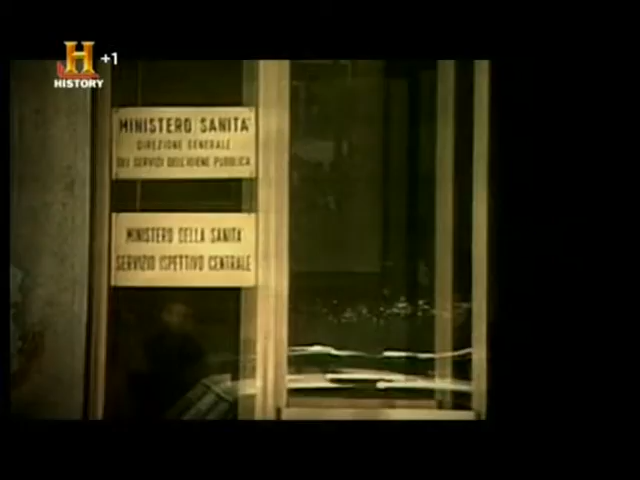 H +1
HISTORY
MINISTERO SANITA'
DIREZIONE GENERALE
DEI SERVIZI DELL'IGIENE PUBBLICA
MINISTERO DELLA SANITA'
SERVIZIO ISPETTIVO CENTRALE